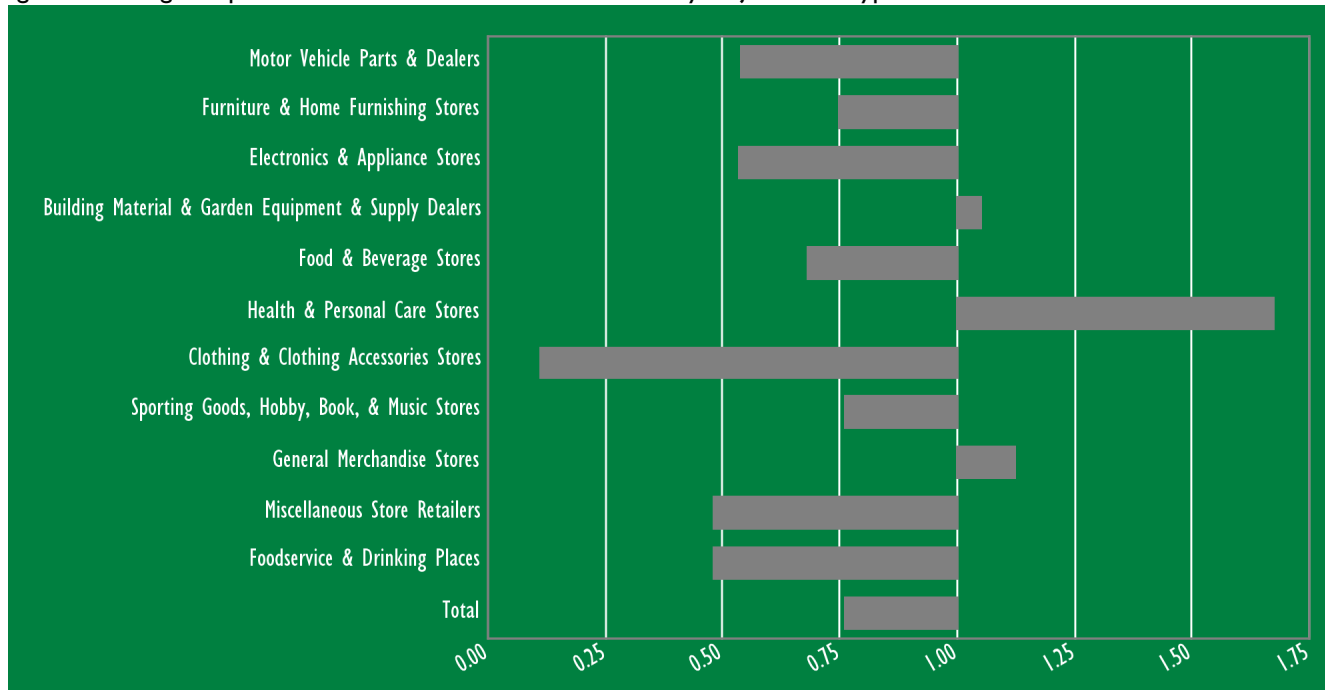 Motor Vehicle Parts & Dealers
Furniture & Home Furnishing Stores
Electronics & Appliance Stores
Building Material & Garden Equipment & Supply Dealers
Food & Beverage Stores
Health & Personal Care Stores
Clothing & Clothing Accessories Stores
Sporting Goods, Hobby, Book, & Music Stores
General Merchandise Stores
Miscellaneous Store Retailers
Foodservice & Drinking Places
Total
0.00 0.25 0.50 0.75 1.00 1.25 1.50 1.75